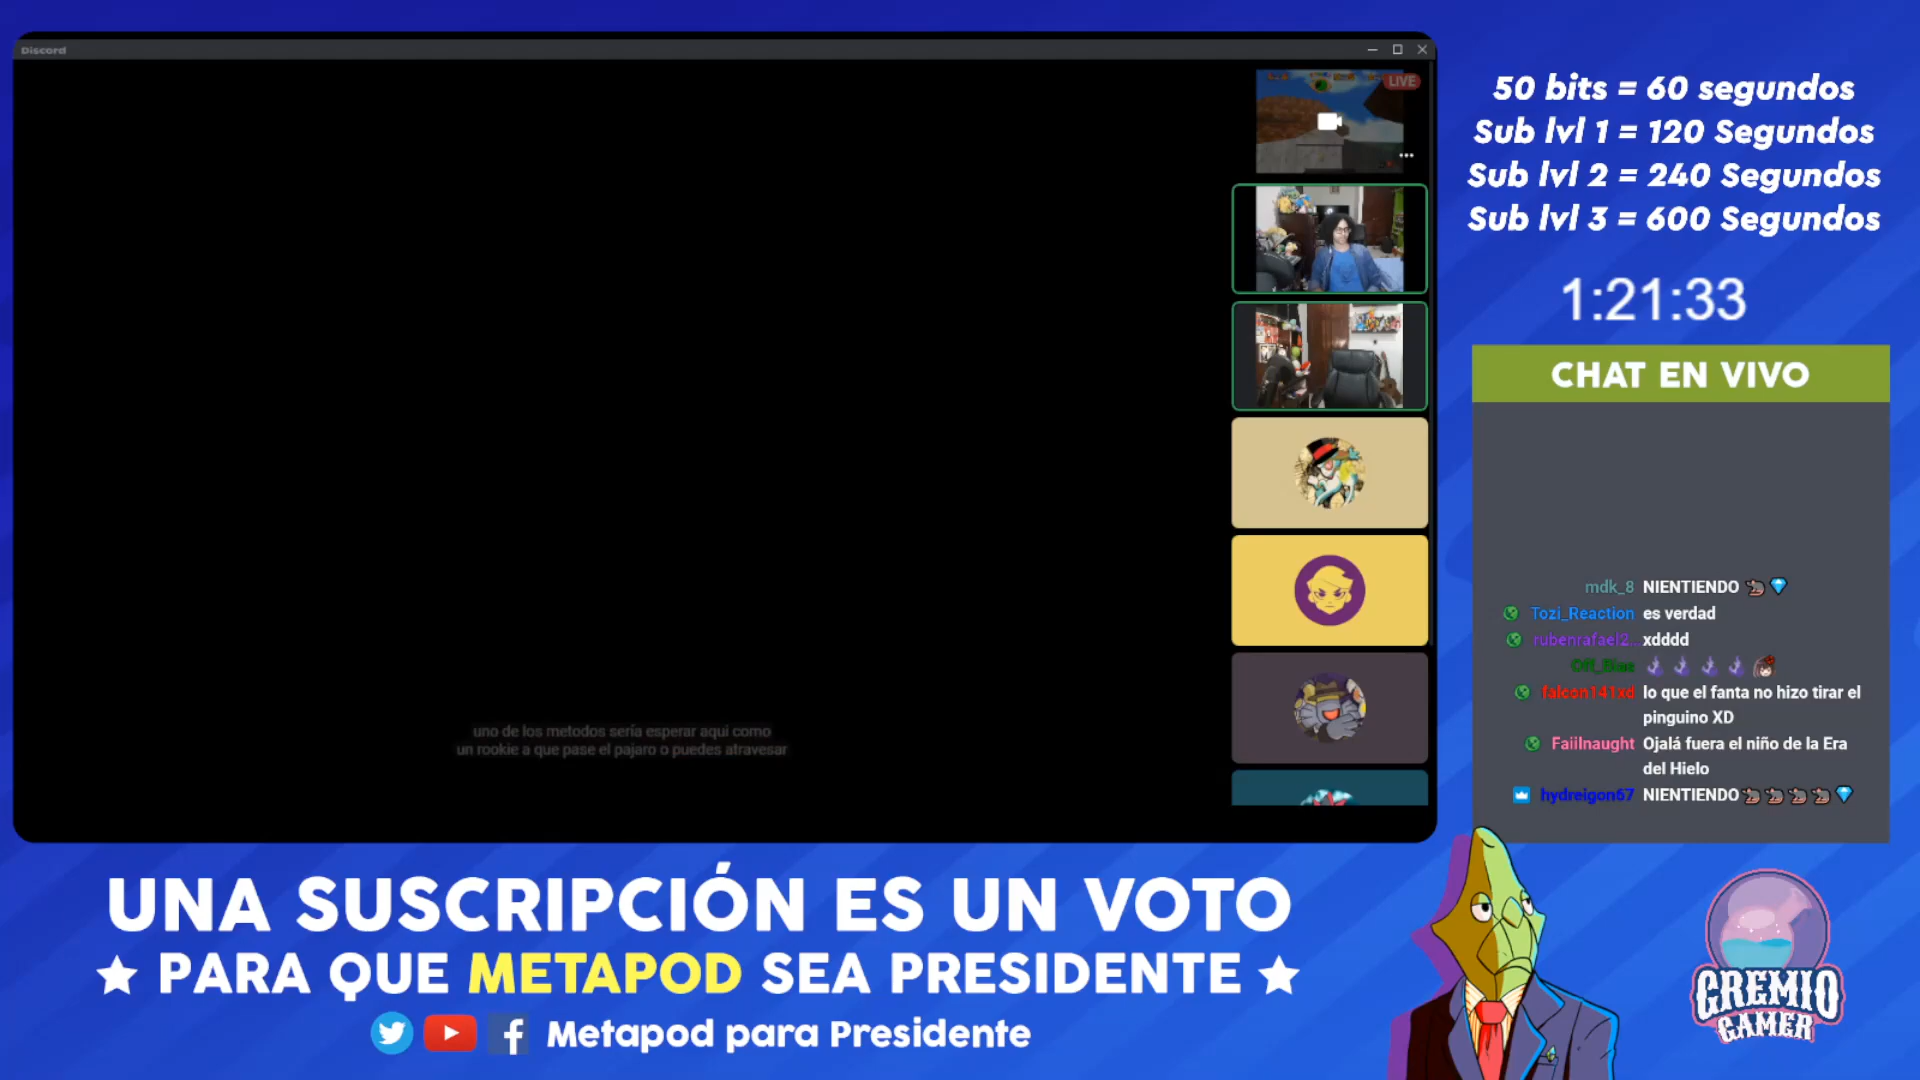 Discord
LIVE
50 bits = 60 segundos
Sub lvl 1 = 120 Segundos
Sub lvl 2 = 240 Segundos
Sub lvl 3 = 600 Segundos
1:21:33
CHAT EN VIVO
mdk_8 NIENTIENDO
Tozi_Reaction es verdad
rubenrafael2... xdddd
falcon141xd lo que el fanta no hizo tirar el
pinguino XD
Faiilnaught Ojalá fuera el niño de la Era
del Hielo
hydreigon67 NIENTIENDO
uno de los metodos sería esperar aqui como
un rookie a que pase el pajaro o puedes atravesar
UNA SUSCRIPCIÓN ES UN VOTO
PARA QUE METAPOD SEA PRESIDENTE
Metapod para Presidente
GREMIO
GAMER